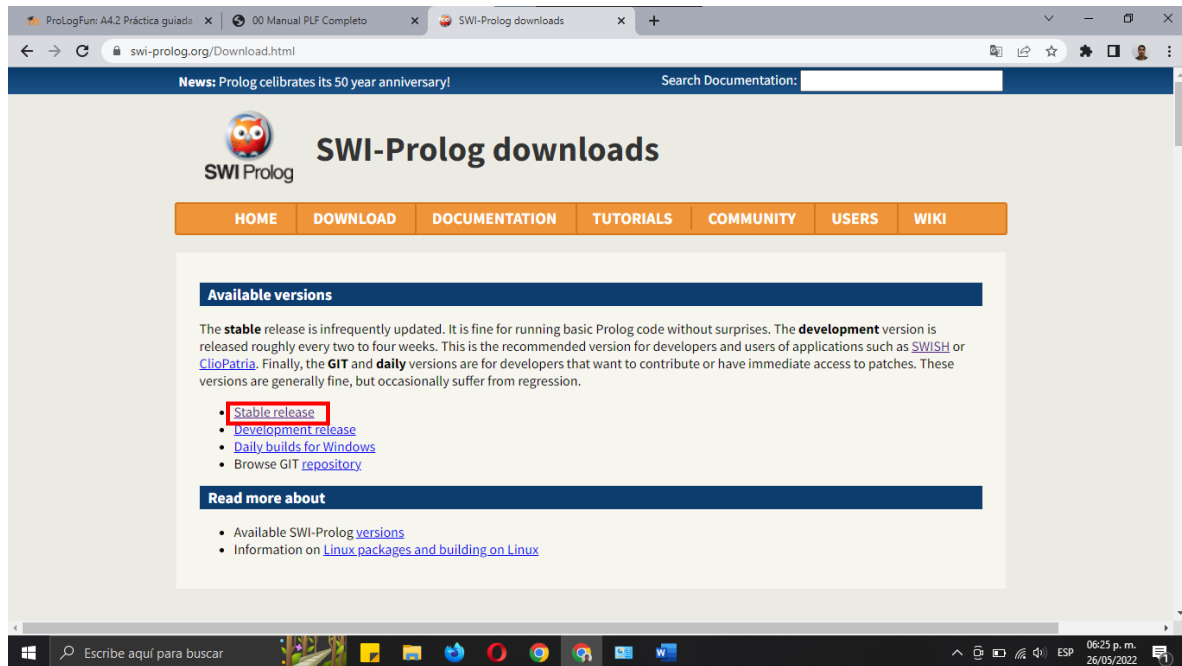 ProLogFun: A4.2 Práctica guiada
00 Manual PLF Completo
SWI-Prolog downloads
swi-prolog.org/Download.html
News: Prolog celibrates its 50 year anniversary!
Search Documentation:
SWI Prolog
SWI-Prolog downloads
HOME DOWNLOAD DOCUMENTATION TUTORIALS COMMUNITY USERS WIKI
Available versions
The stable release is infrequently updated. It is fine for running basic Prolog code without surprises. The development version is
released roughly every two to four weeks. This is the recommended version for developers and users of applications such as SWISH or
ClioPatria. Finally, the GIT and daily versions are for developers that want to contribute or have immediate access to patches. These
versions are generally fine, but occasionally suffer from regression.
• Stable release
• Development release
• Daily builds for Windows
• Browse GIT repository
Read more about
• Available SWI-Prolog versions
• Information on Linux packages and building on Linux
Escribe aquí para buscar
ESP
06:25 p. m.
26/05/2022
1